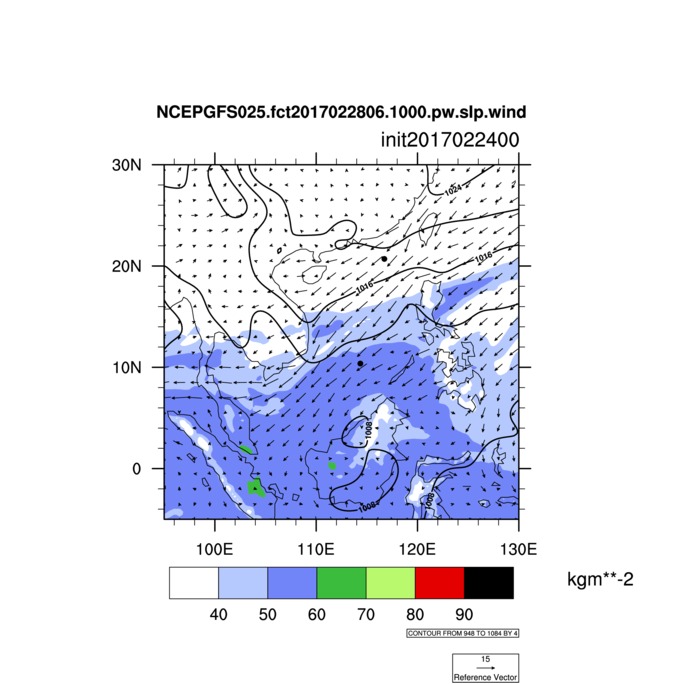 NCEPGFS025.fct2017022806.1000.pw.slp.wind
init2017022400
30N
1024
20N
1016
1016
10N
1008
0
1008
1008
100E
110E
120E
130E
kgm**-2
40
50
60
70
80
90
CONTOUR FROM 948 TO 1084 BY 4
15
Reference Vector